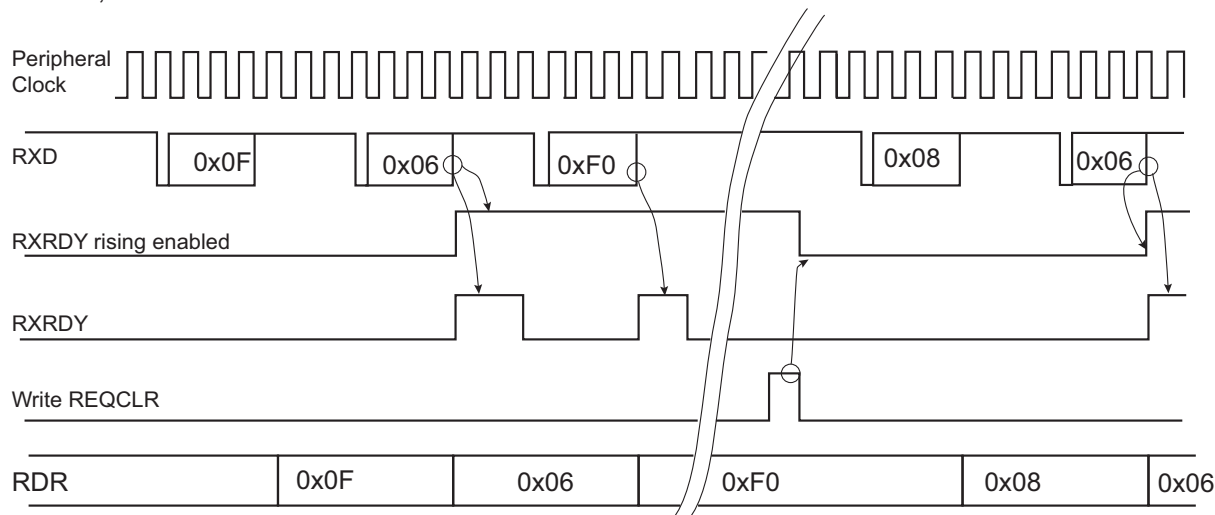 Peripheral
Clock
RXD 0x0F 0x06 0xF0 0x08 0x06
RXRDY rising enabled
RXRDY
Write REQCLR
RDR 0x0F 0x06 0xF0 0x08 0x06